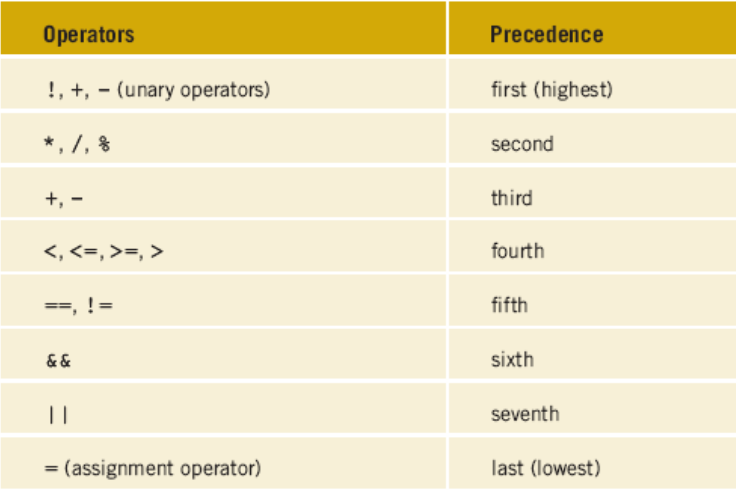 Operators Precedence
!, +, – (unary operators) first (highest)
*, /, % second
+, – third
<, <=, >=, > fourth
==, != fifth
&& sixth
|| seventh
= (assignment operator) last (lowest)